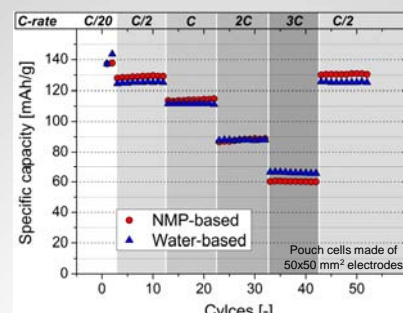 C-rate C/20 C/2 C 2C 3C C/2
140
120
100
80
60
40
20
0
Specific capacity [mAh/g]
NMP-based
Water-based
Pouch cells made of
50x50 mm² electrodes
0 10 20 30 40 50
Cylces [-]